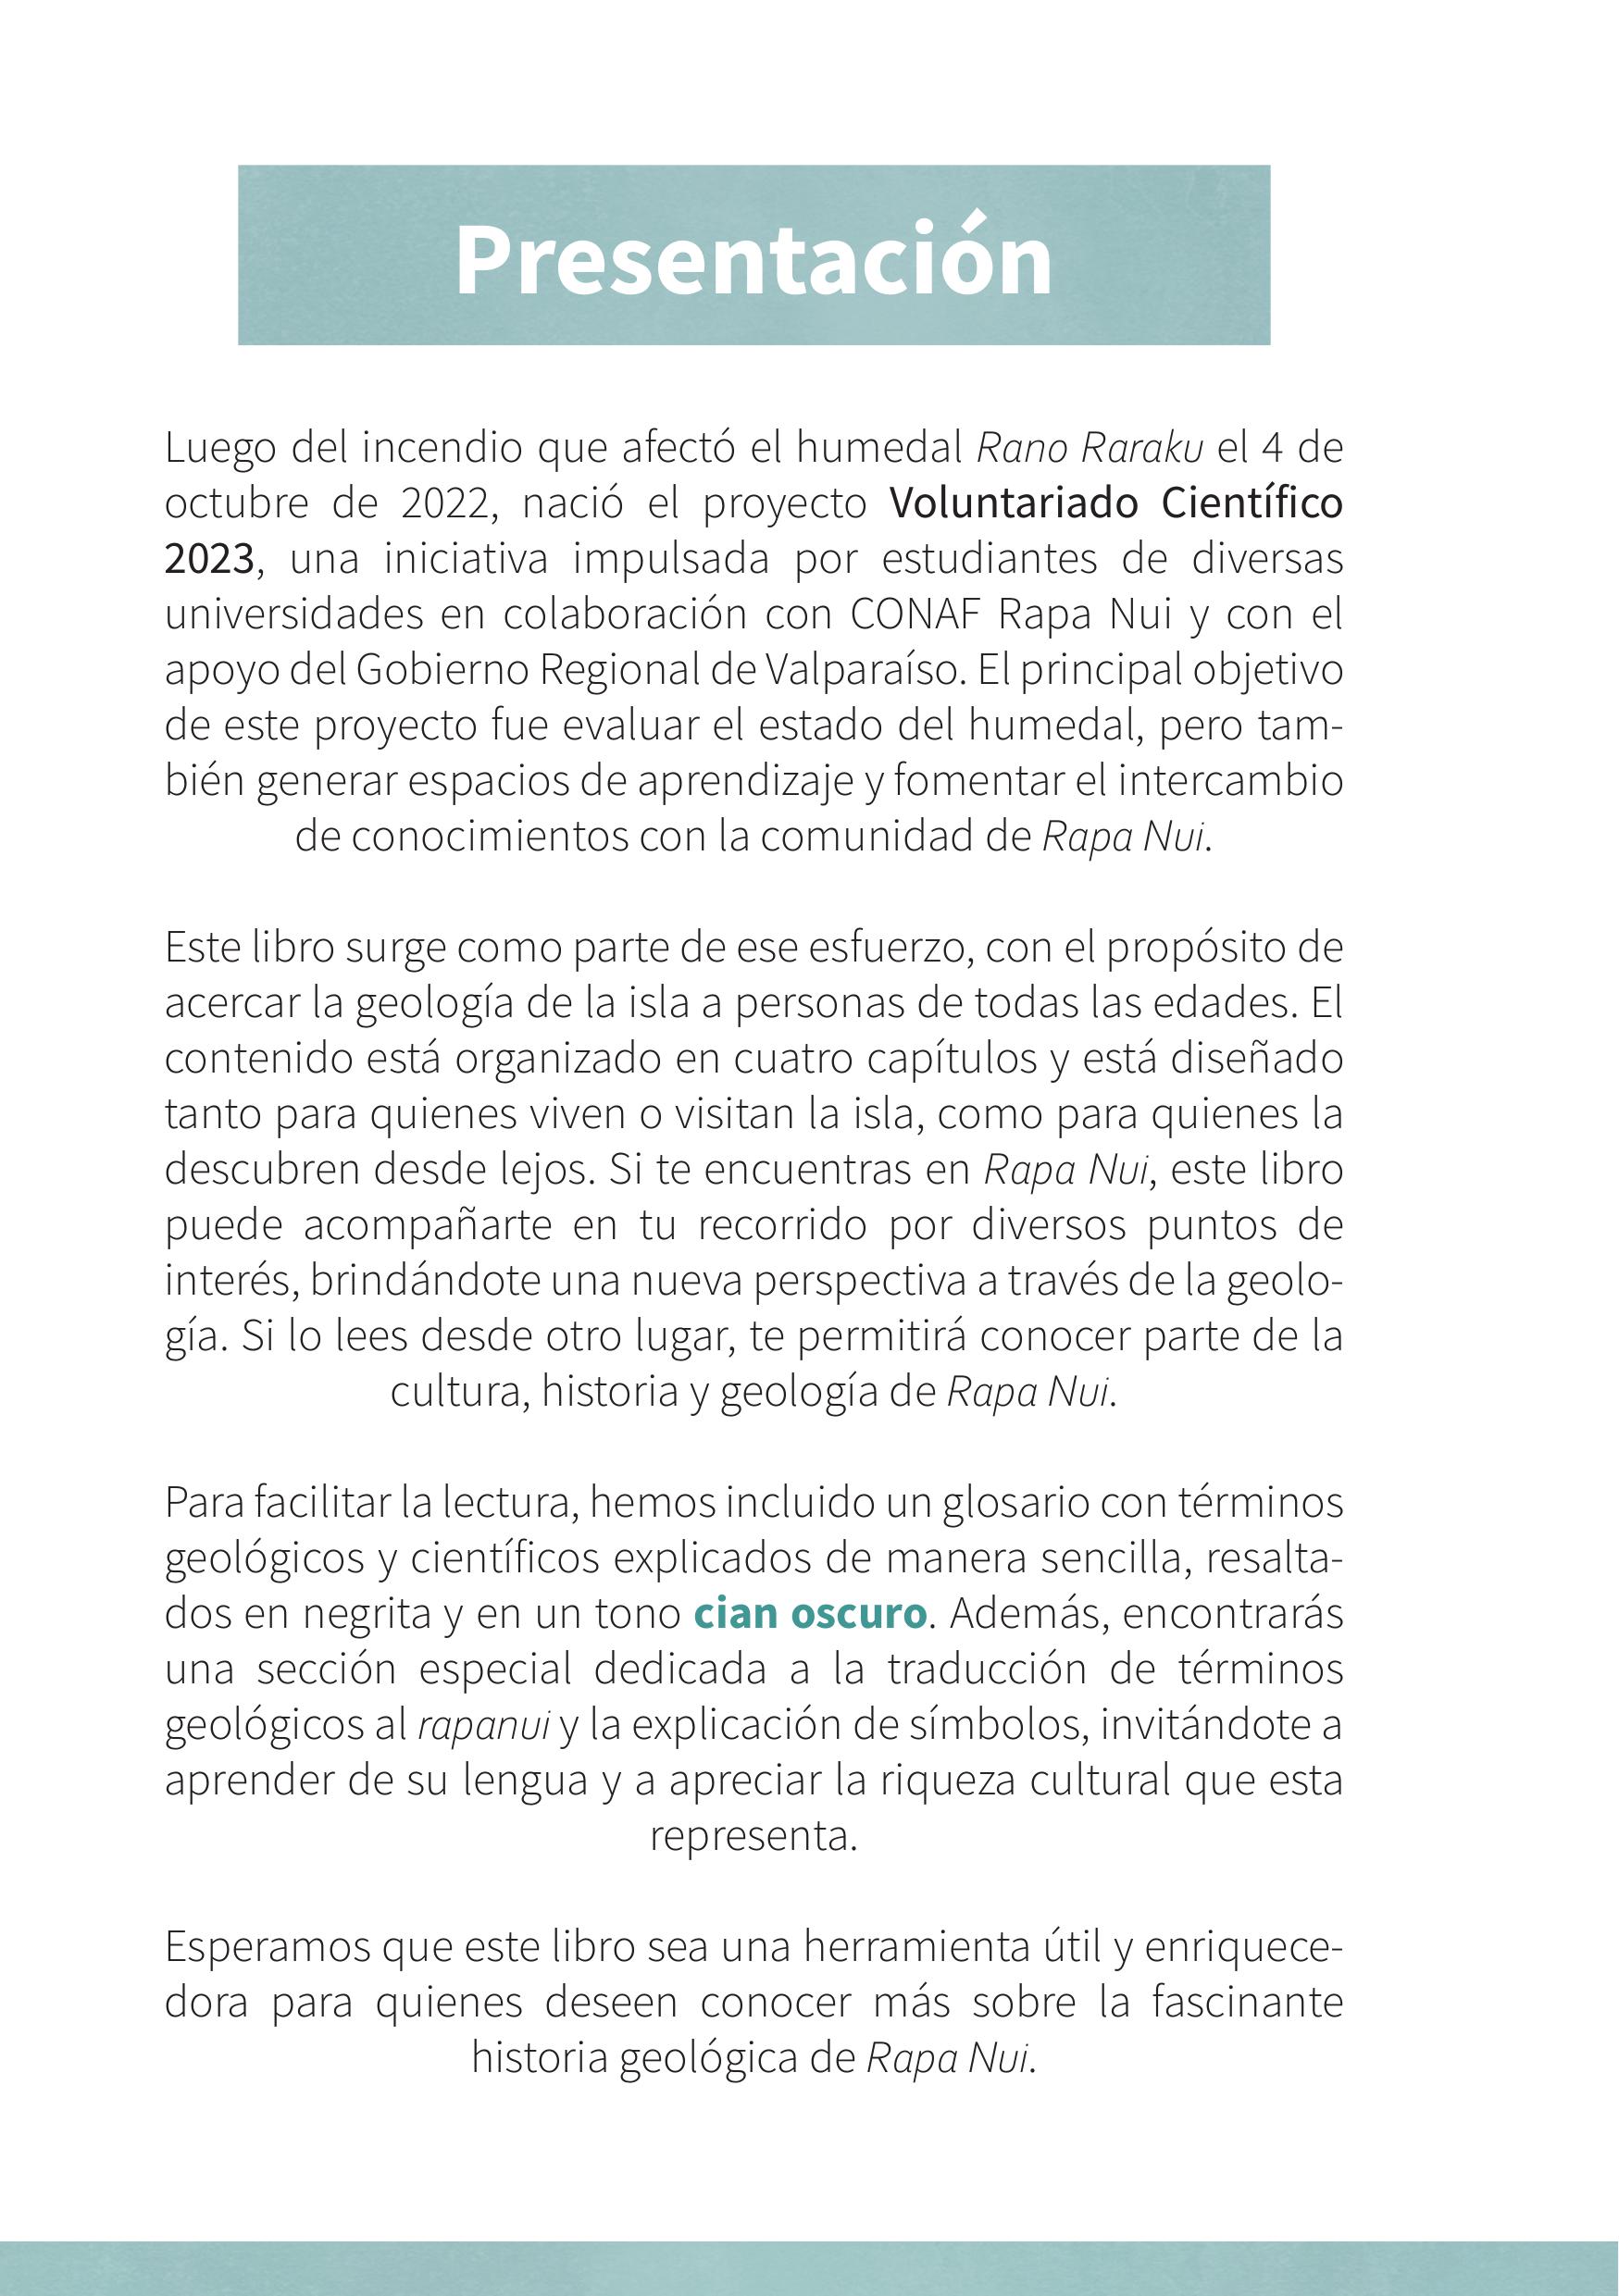 Presentación
Luego del incendio que afectó el humedal Rano Raraku el 4 de
octubre de 2022, nació el proyecto Voluntariado Científico
2023, una iniciativa impulsada por estudiantes de diversas
universidades en colaboración con CONAF Rapa Nui y con el
apoyo del Gobierno Regional de Valparaíso. El principal objetivo
de este proyecto fue evaluar el estado del humedal, pero tam-
bién generar espacios de aprendizaje y fomentar el intercambio
de conocimientos con la comunidad de Rapa Nui.
Este libro surge como parte de ese esfuerzo, con el propósito de
acercar la geología de la isla a personas de todas las edades. El
contenido está organizado en cuatro capítulos y está diseñado
tanto para quienes viven o visitan la isla, como para quienes la
descubren desde lejos. Si te encuentras en Rapa Nui, este libro
puede acompañarte en tu recorrido por diversos puntos de
interés, brindándote una nueva perspectiva a través de la geolo-
gía. Si lo lees desde otro lugar, te permitirá conocer parte de la
cultura, historia y geología de Rapa Nui.
Para facilitar la lectura, hemos incluido un glosario con términos
geológicos y científicos explicados de manera sencilla, resalta-
dos en negrita y en un tono cian oscuro. Además, encontrarás
una sección especial dedicada a la traducción de términos
geológicos al rapanui y la explicación de símbolos, invitándote a
aprender de su lengua y a apreciar la riqueza cultural que esta
representa.
Esperamos que este libro sea una herramienta útil y enriquece-
dora para quienes deseen conocer más sobre la fascinante
historia geológica de Rapa Nui.